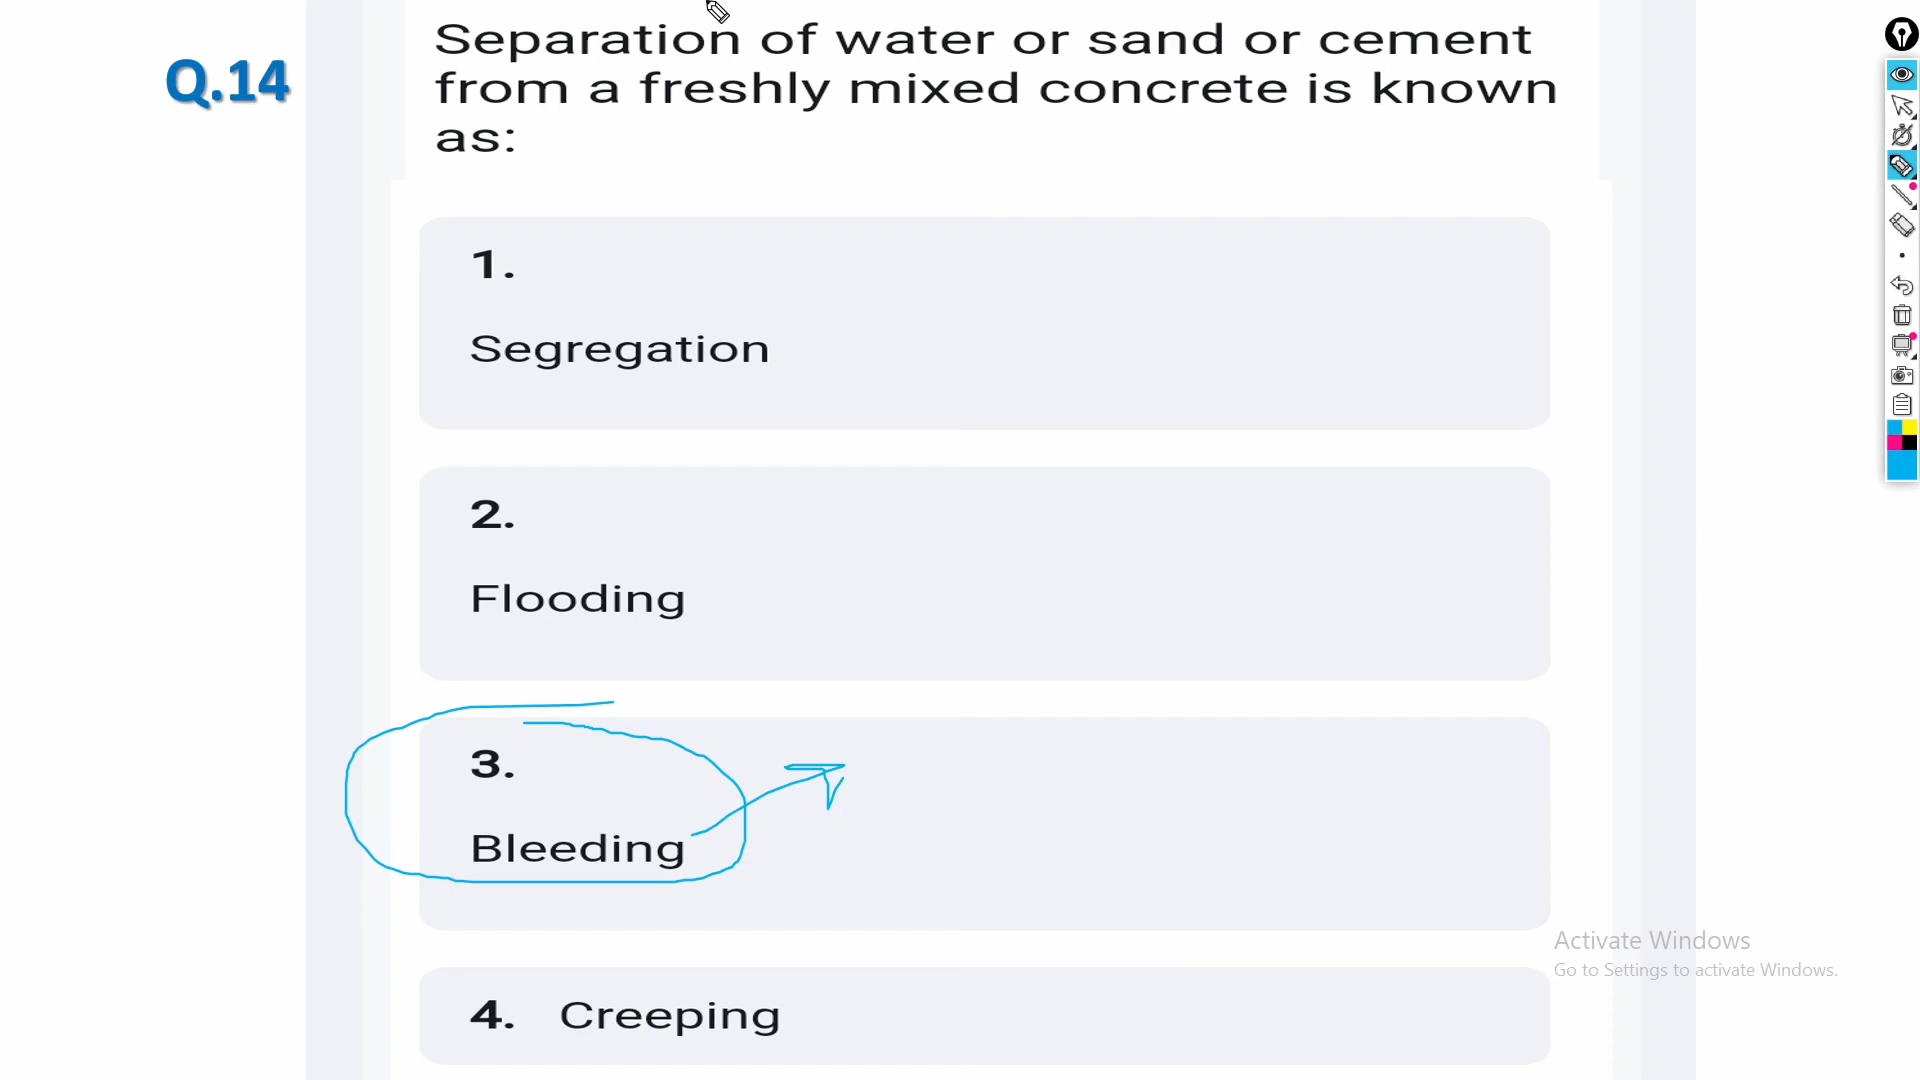 Q.14
Separation of water or sand or cement
from a freshly mixed concrete is known
as:
1.
Segregation
2.
Flooding
3.
Bleeding
4. Creeping
Activate Windows
Go to Settings to activate Windows.